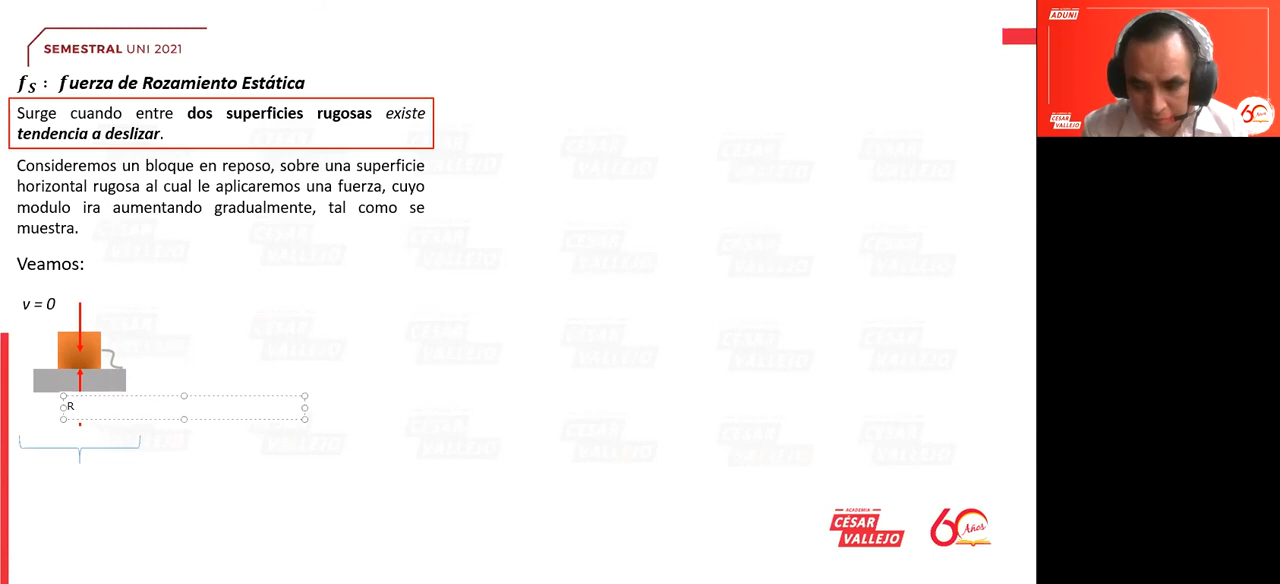 SEMESTRAL UNI 2021
fS : fuerza de Rozamiento Estática
Surge cuando entre dos superficies rugosas existe
tendencia a deslizar.
Consideremos un bloque en reposo, sobre una superficie
horizontal rugosa al cual le aplicaremos una fuerza, cuyo
modulo ira aumentando gradualmente, tal como se
muestra.
Veamos:
v = 0
R
ACADEMIA
CÉSAR
VALLEJO
60
Años
ADUNI
CÉSAR
VALLEJO
60